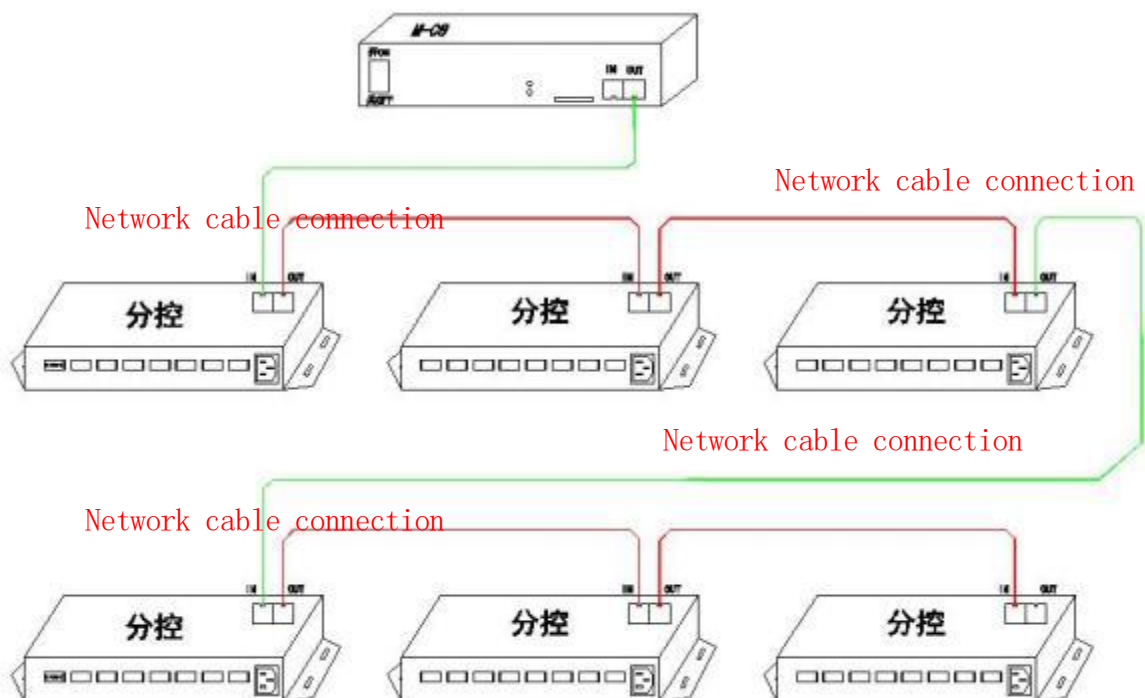 M-C9
IN OUT
Network cable connection
Network cable connection
IN OUT
IN OUT
IN OUT
分控
分控
分控
Network cable connection
Network cable connection
IN OUT
IN OUT
IN OUT
分控
分控
分控